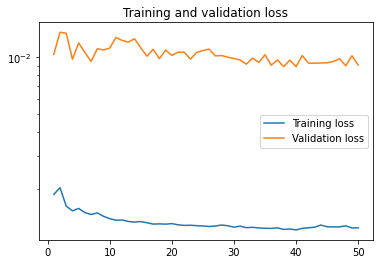 Training and validation loss
10⁻²
Training loss
Validation loss
0 10 20 30 40 50